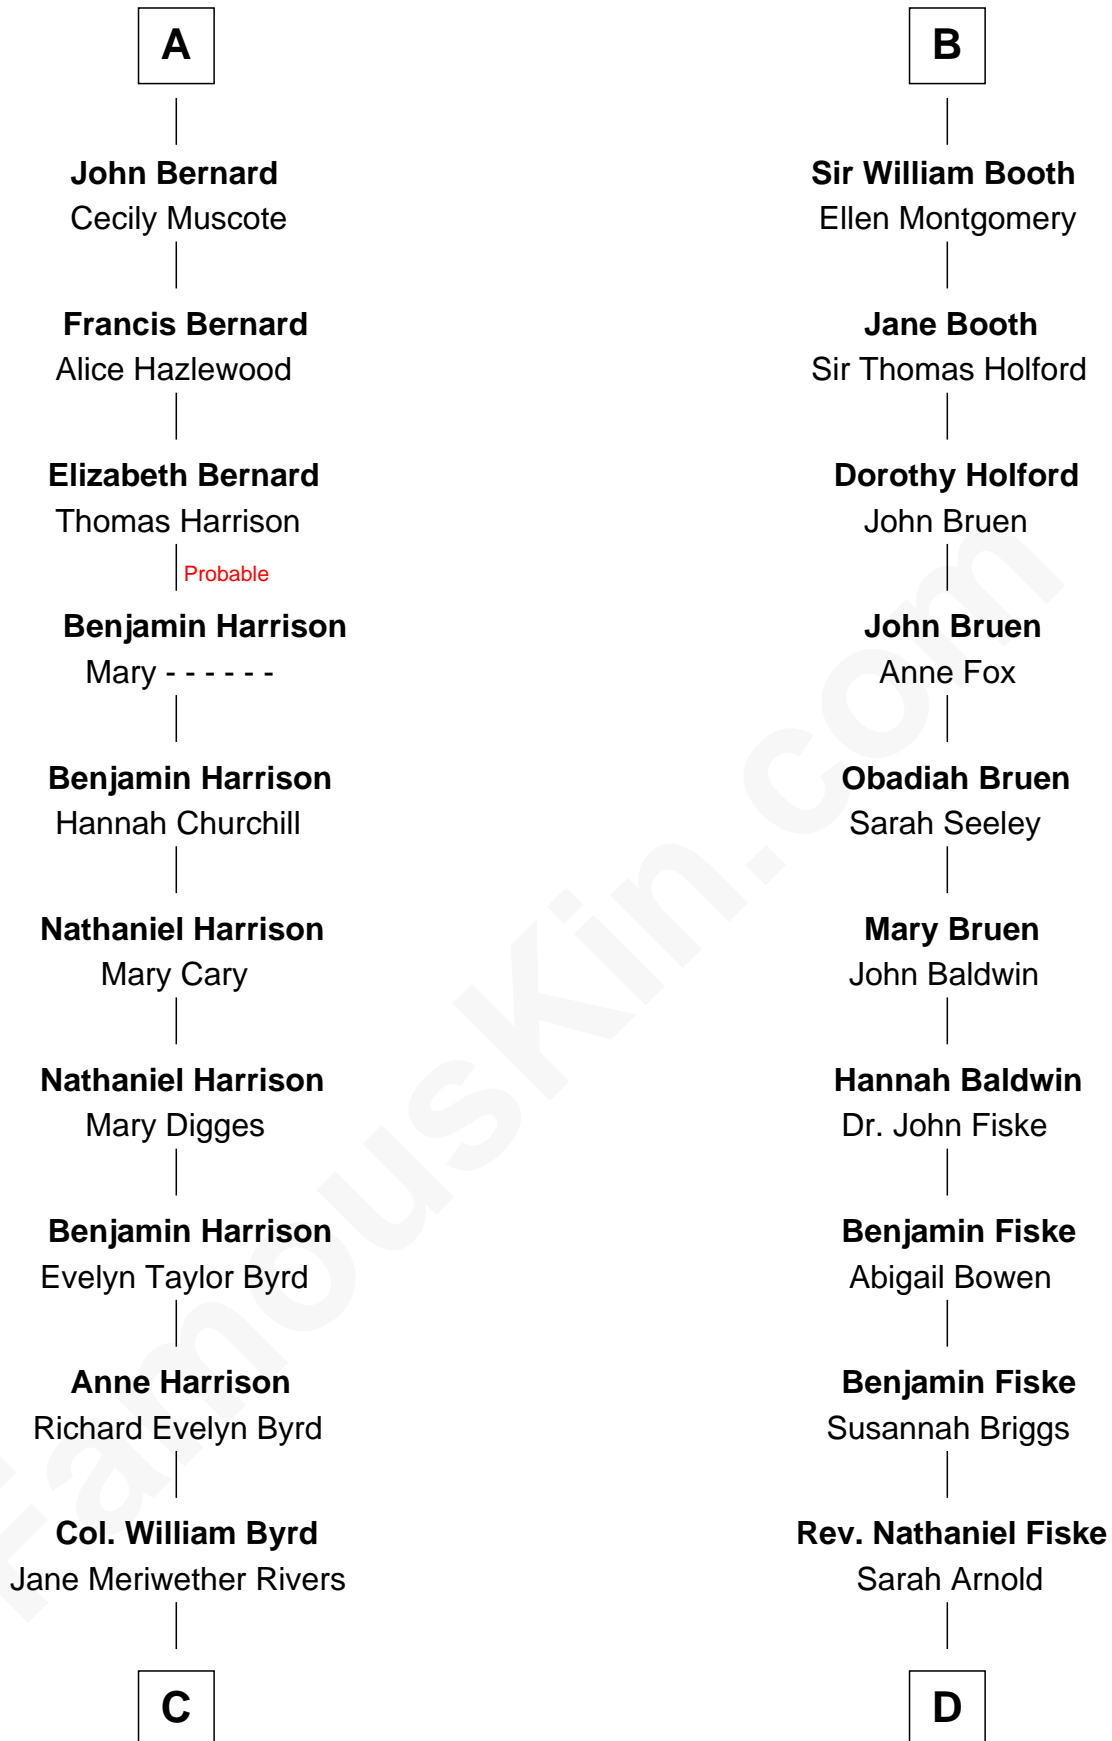 A
John Bernard
Cecily Muscote
Francis Bernard
Alice Hazlewood
Elizabeth Bernard
Thomas Harrison
Probable
Benjamin Harrison
Mary - - - - - -
Benjamin Harrison
Hannah Churchill
Nathaniel Harrison
Mary Cary
Nathaniel Harrison
Mary Digges
Benjamin Harrison
Evelyn Taylor Byrd
Anne Harrison
Richard Evelyn Byrd
Col. William Byrd
Jane Meriwether Rivers
C
B
Sir William Booth
Ellen Montgomery
Jane Booth
Sir Thomas Holford
Dorothy Holford
John Bruen
John Bruen
Anne Fox
Obadiah Bruen
Sarah Seeley
Mary Bruen
John Baldwin
Hannah Baldwin
Dr. John Fiske
Benjamin Fiske
Abigail Bowen
Benjamin Fiske
Susannah Briggs
Rev. Nathaniel Fiske
Sarah Arnold
D
FamousKin.com